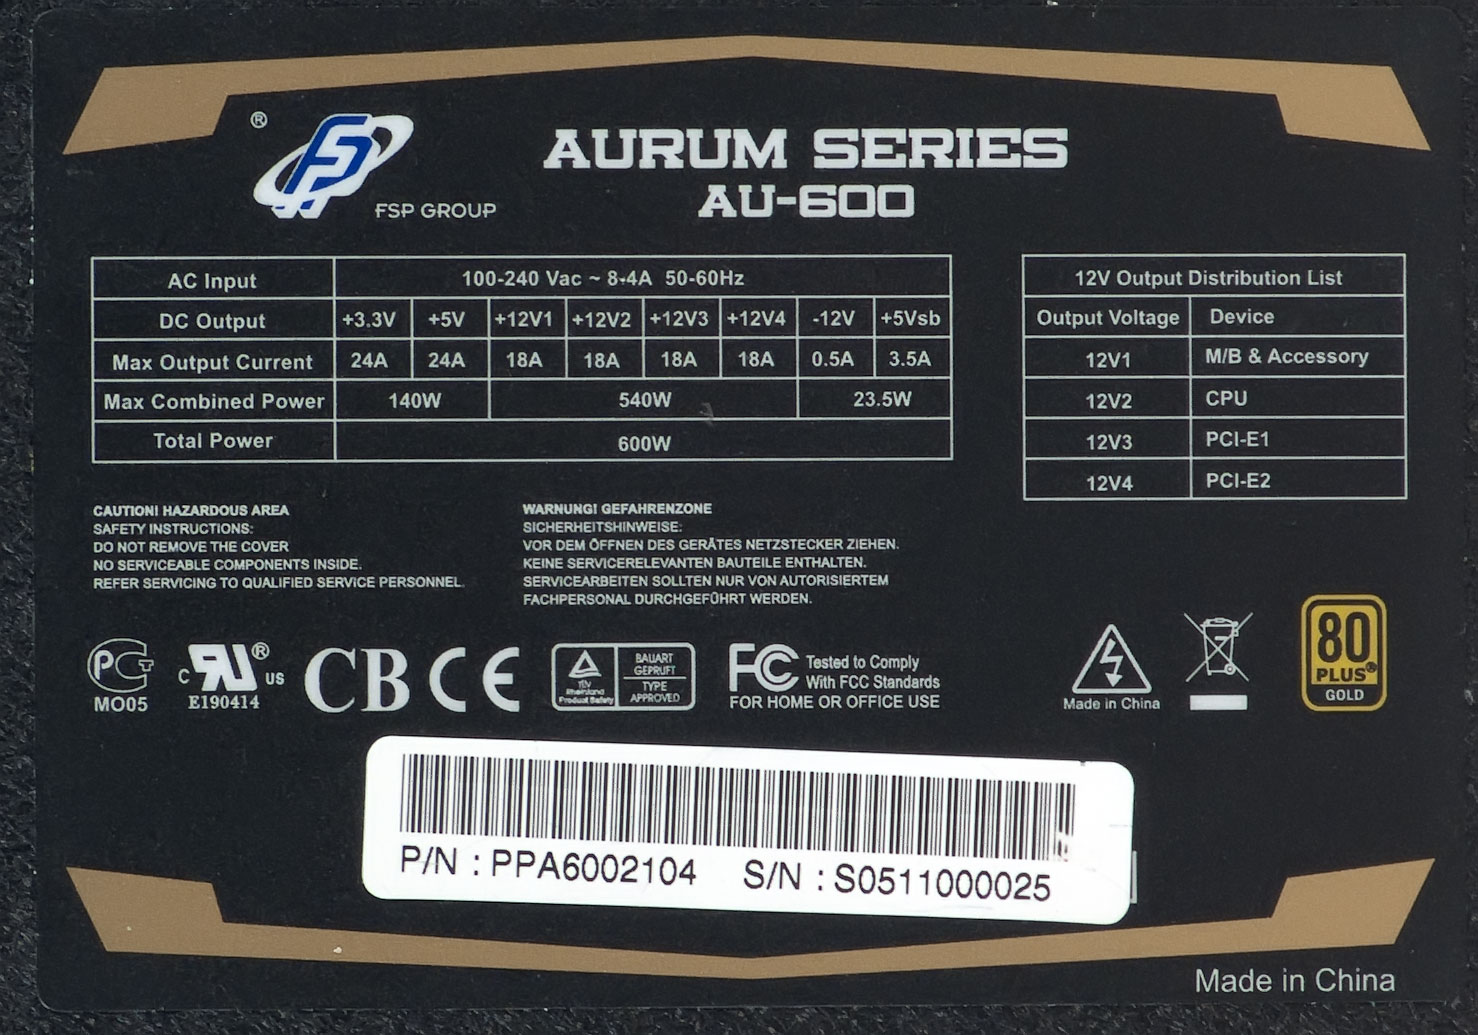 ®
FSP GROUP
AURUM SERIES
AU-600
AC Input 100-240 Vac ~ 8-4A 50-60Hz
DC Output +3.3V +5V +12V1 +12V2 +12V3 +12V4 -12V +5Vsb
Max Output Current 24A 24A 18A 18A 18A 18A 0.5A 3.5A
Max Combined Power 140W 540W 23.5W
Total Power 600W
12V Output Distribution List
Output Voltage Device
12V1 M/B & Accessory
12V2 CPU
12V3 PCI-E1
12V4 PCI-E2
CAUTION! HAZARDOUS AREA
SAFETY INSTRUCTIONS:
DO NOT REMOVE THE COVER
NO SERVICEABLE COMPONENTS INSIDE.
REFER SERVICING TO QUALIFIED SERVICE PERSONNEL.
WARNUNG! GEFAHRENZONE
SICHERHEITSHINWEISE:
VOR DEM ÖFFNEN DES GERÄTES NETZSTECKER ZIEHEN.
KEINE SERVICERELEVANTEN BAUTEILE ENTHALTEN.
SERVICEARBEITEN SOLLTEN NUR VON AUTORISIERTEM
FACHPERSONAL DURCHGEFÜHRT WERDEN.
PCT
MO05
C RU ® US
E190414
CB CE
TÜV
Rheinland
Product Safety
BAUART
GEPRUFT
TYPE
APPROVED
FC Tested to Comply
With FCC Standards
FOR HOME OR OFFICE USE
Made in China
80
PLUS®
GOLD
P/N : PPA6002104 S/N : S0511000025
Made in China